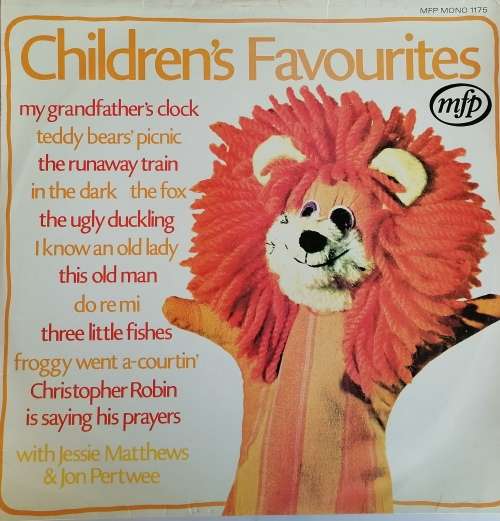 MFP MONO 1175
Children's Favourites
mfp
my grandfather's clock
teddy bears' picnic
the runaway train
in the dark the fox
the ugly duckling
I know an old lady
this old man
do re mi
three little fishes
froggy went a-courtin'
Christopher Robin
is saying his prayers
with Jessie Matthews
& Jon Pertwee